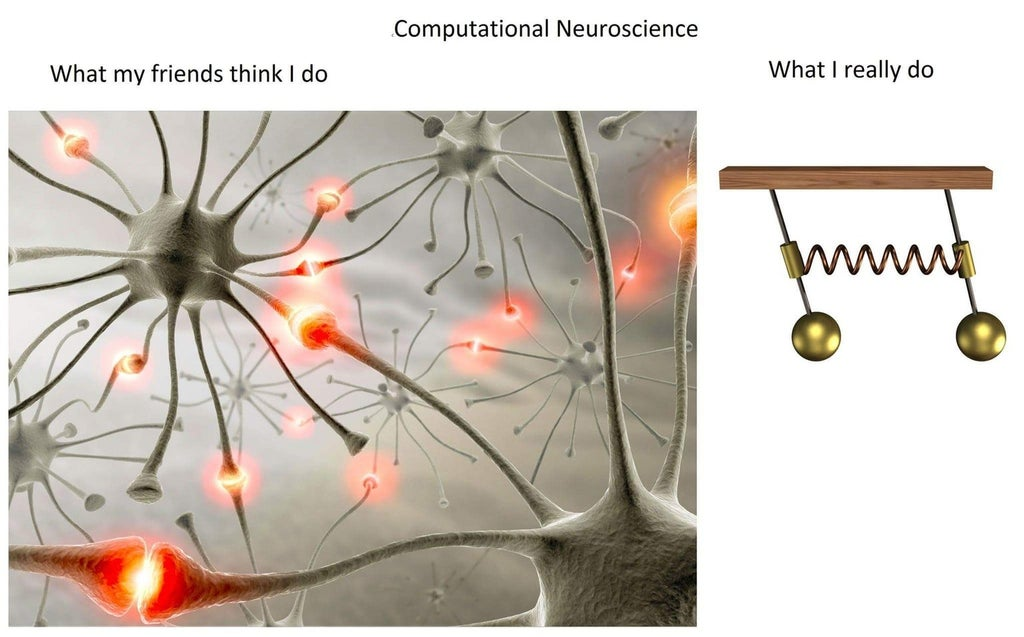 Computational Neuroscience
What my friends think I do
What I really do